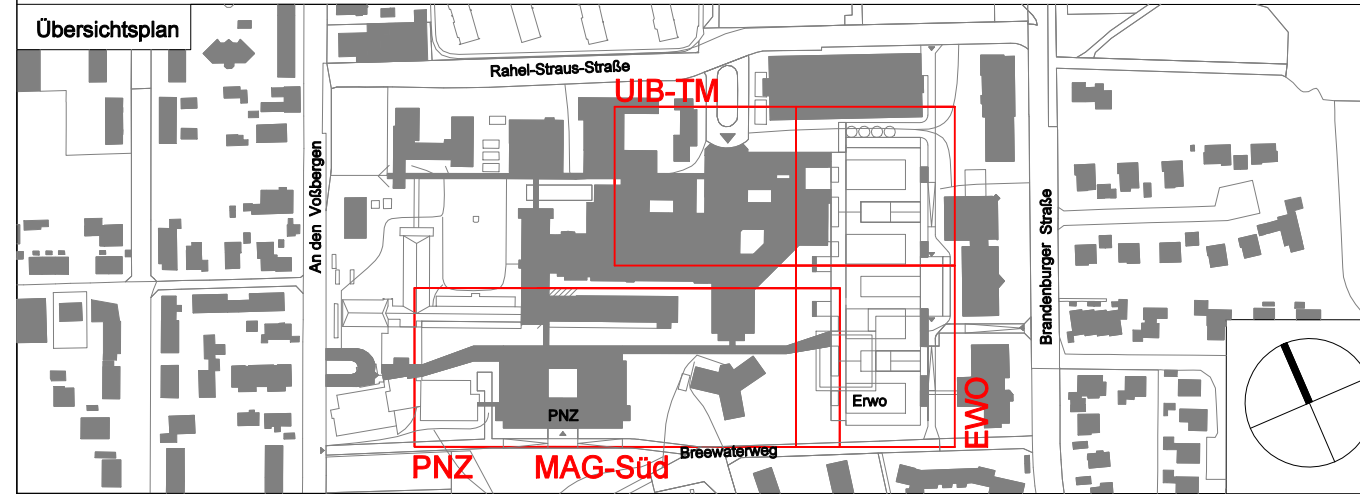 Übersichtsplan
Rahel-Straus-Straße
UIB-TM
An den Voßbergen
Brandenburger Straße
PNZ
Erwo
EWO
Breewaterweg
PNZ
MAG-Süd